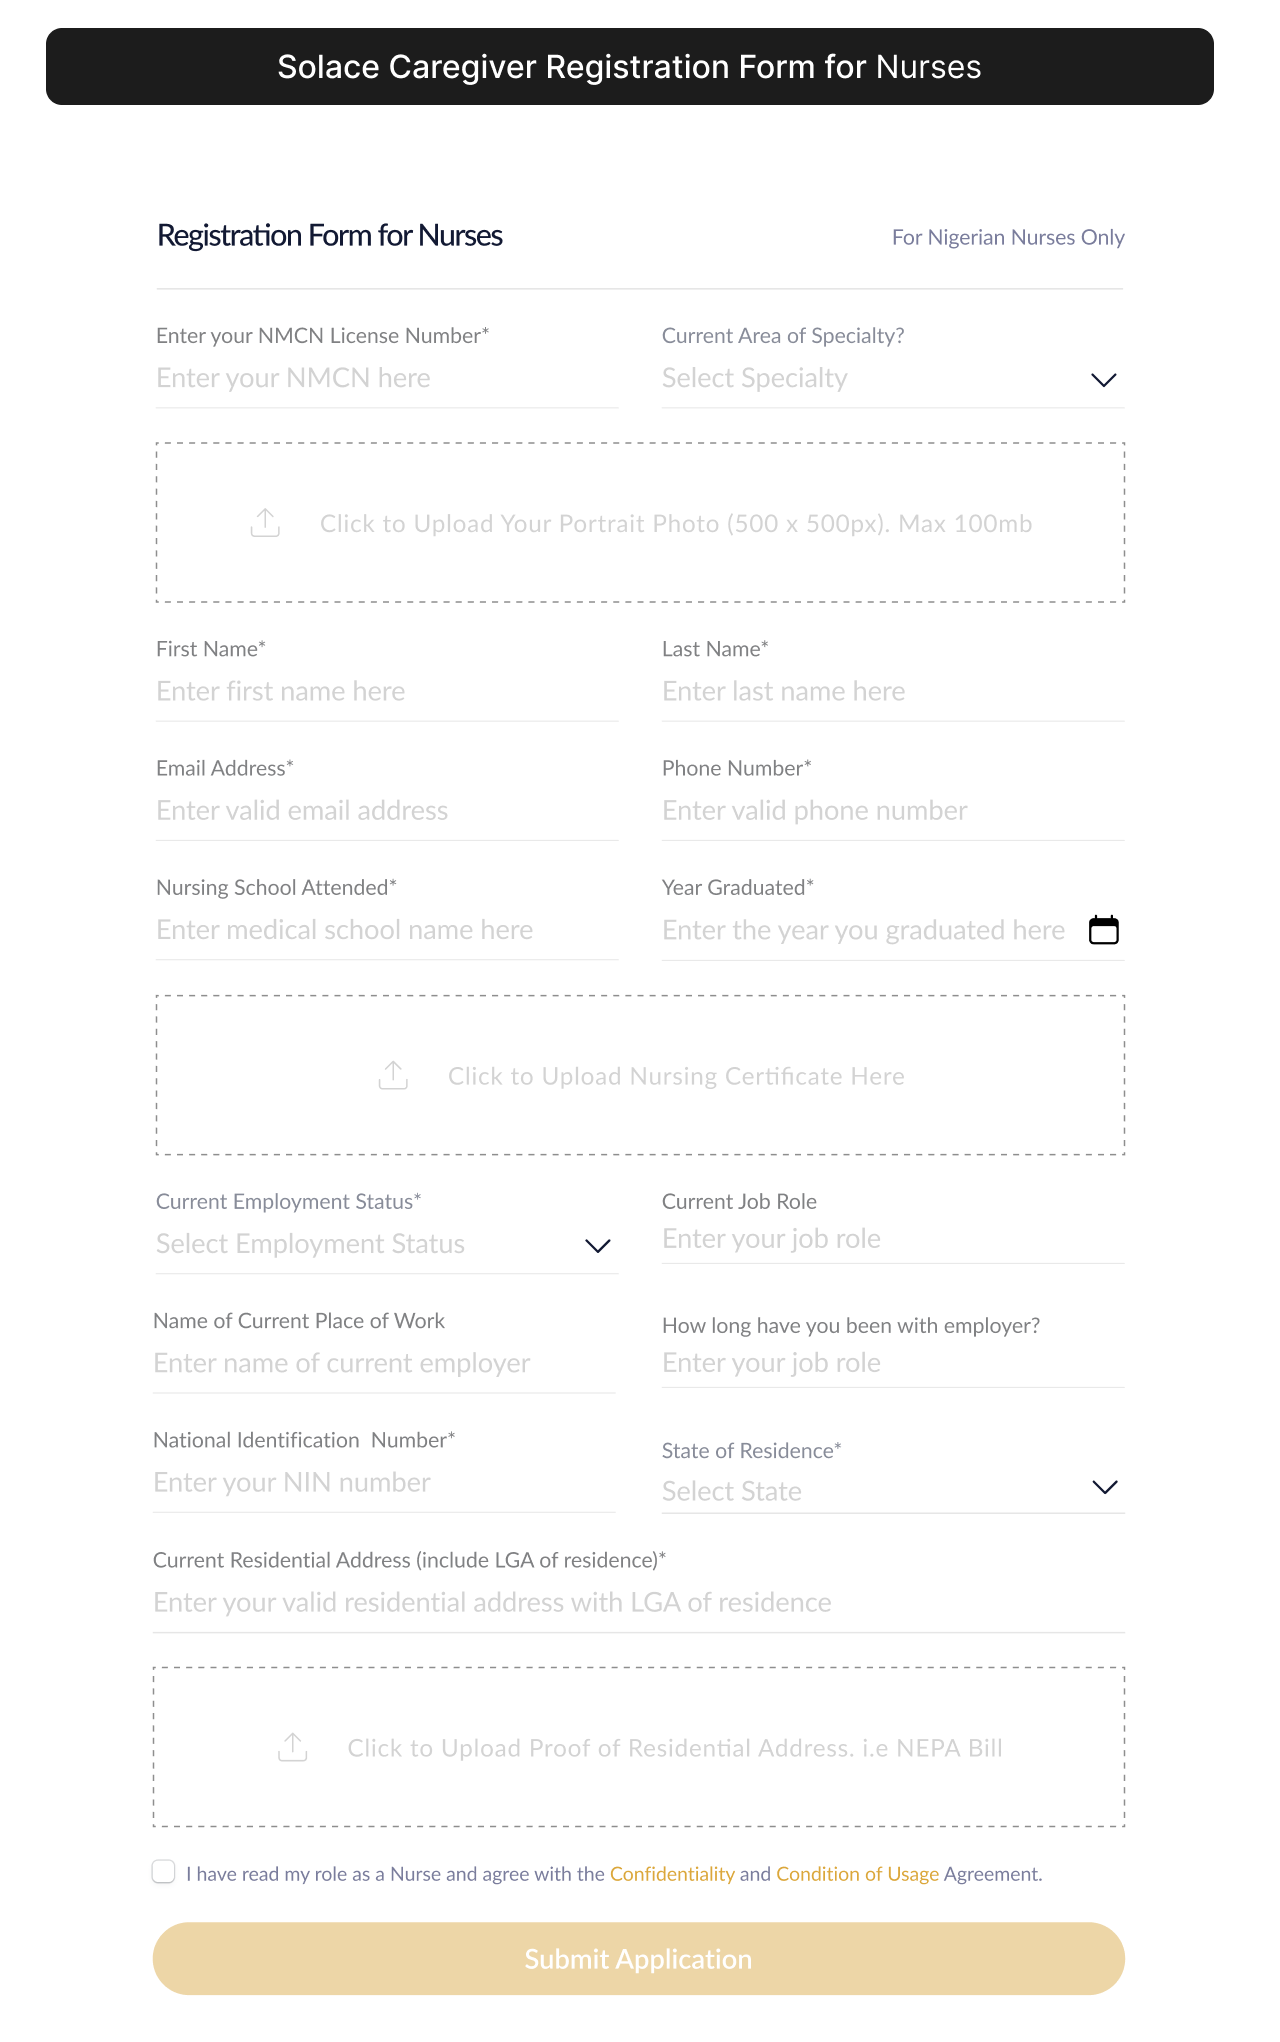 Solace Caregiver Registration Form for Nurses
Registration Form for Nurses
For Nigerian Nurses Only
Enter your NMCN License Number*
Current Area of Specialty?
Enter your NMCN here
Select Specialty
Click to Upload Your Portrait Photo (500 x 500px). Max 100mb
First Name*
Last Name*
Enter first name here
Enter last name here
Email Address*
Phone Number*
Enter valid email address
Enter valid phone number
Nursing School Attended*
Year Graduated*
Enter medical school name here
Enter the year you graduated here
Click to Upload Nursing Certificate Here
Current Employment Status*
Current Job Role
Select Employment Status
Enter your job role
Name of Current Place of Work
How long have you been with employer?
Enter name of current employer
Enter your job role
National Identification  Number*
State of Residence*
Enter your NIN number
Select State
Current Residential Address (include LGA of residence)*
Enter your valid residential address with LGA of residence
Click to Upload Proof of Residential Address. i.e NEPA Bill
I have read my role as a Nurse and agree with the Confidentiality and Condition of Usage Agreement.
Submit Application